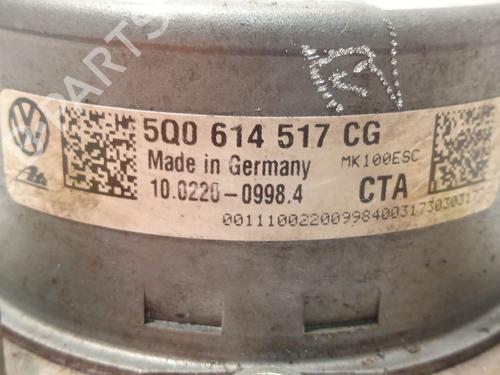 5Q0 614 517 CG
Made in Germany
MK100ESC
10.0220-0998.4
CTA